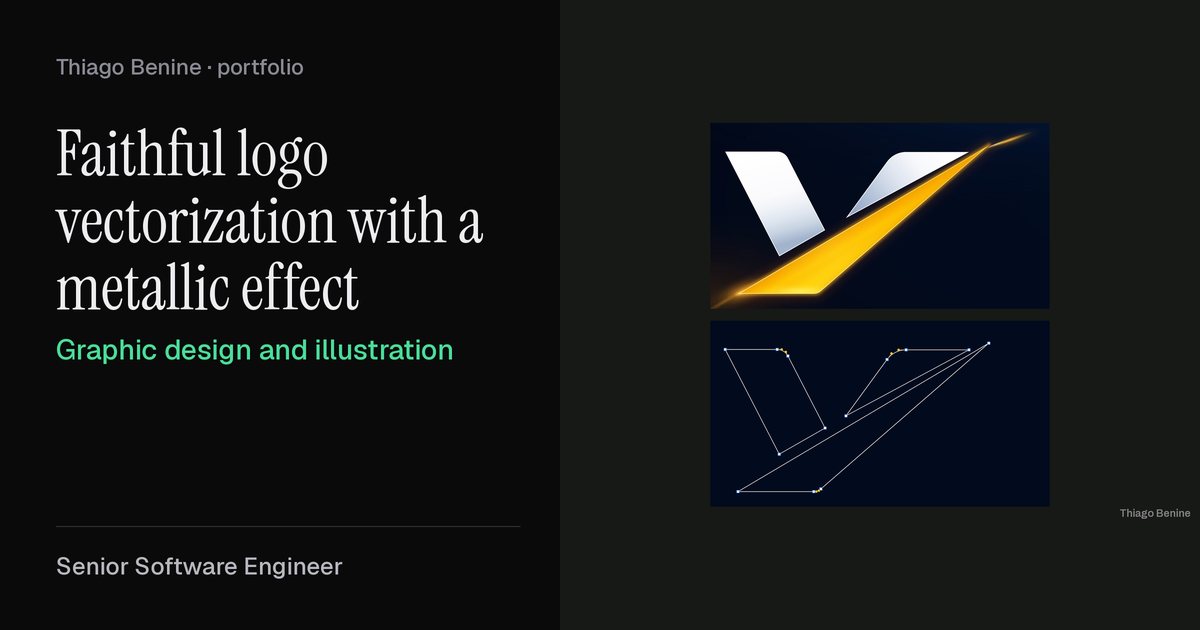 Thiago Benine · portfolio
Faithful logo
vectorization with a
metallic effect
Graphic design and illustration
Senior Software Engineer
Thiago Benine